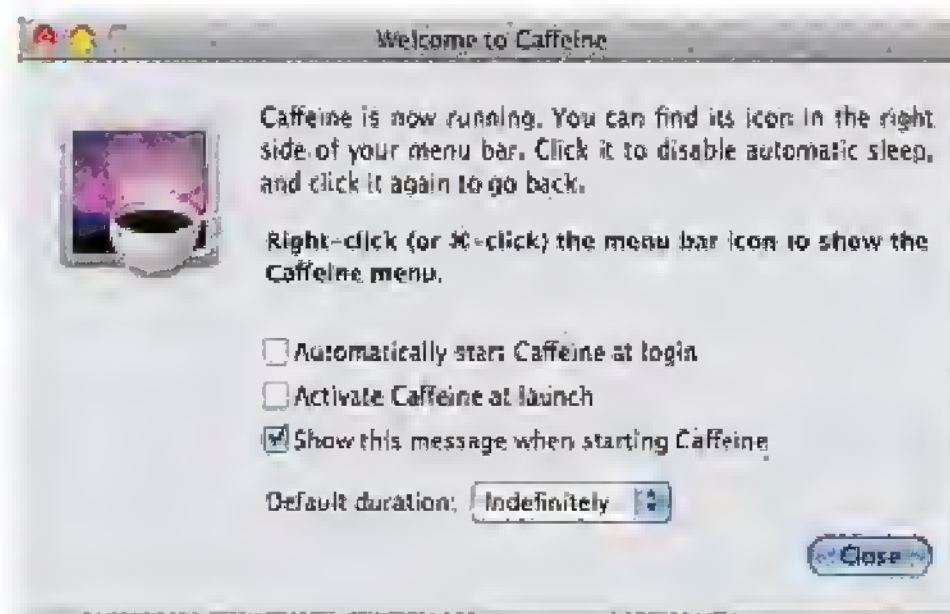 Welcome to Caffeine
Caffeine is now running. You can find its icon in the right
side of your menu bar. Click it to disable automatic sleep,
and click it again to go back.
Right-click (or ⌘-click) the menu bar icon to show the
Caffeine menu.
Automatically start Caffeine at login
Activate Caffeine at launch
Show this message when starting Caffeine
Default duration: Indefinitely
Close